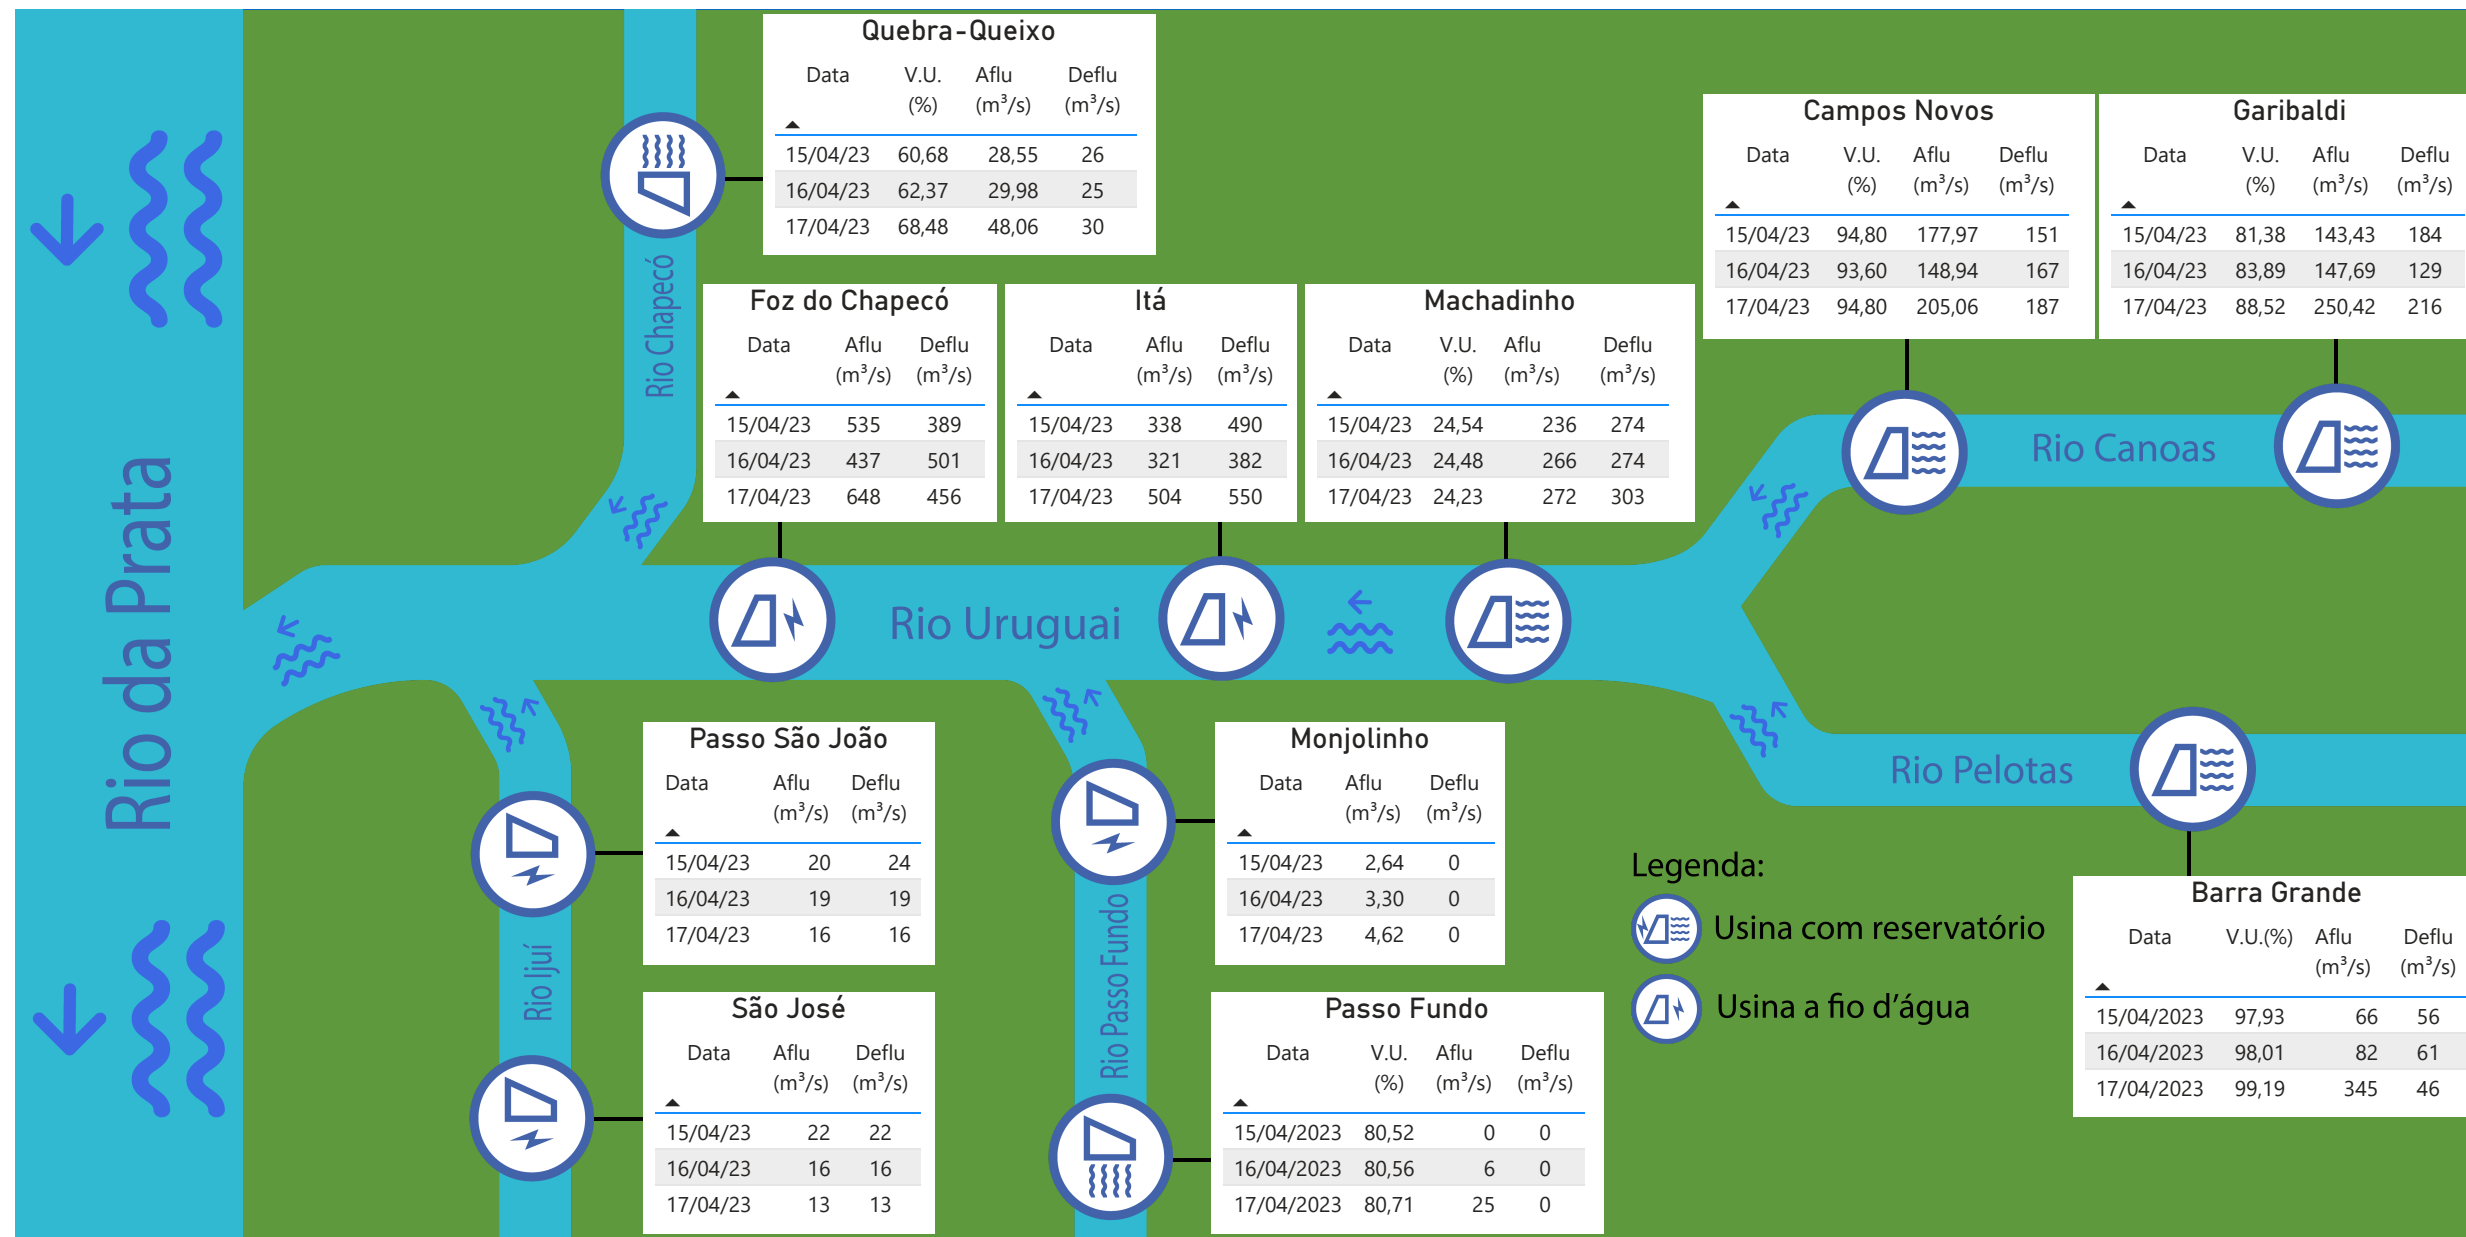 Quebra-Queixo
Data V.U. (%) Aflu (m³/s) Deflu (m³/s)
15/04/23 60,68 28,55 26
16/04/23 62,37 29,98 25
17/04/23 68,48 48,06 30
Campos Novos
Data V.U. (%) Aflu (m³/s) Deflu (m³/s)
15/04/23 94,80 177,97 151
16/04/23 93,60 148,94 167
17/04/23 94,80 205,06 187
Garibaldi
Data V.U. (%) Aflu (m³/s) Deflu (m³/s)
15/04/23 81,38 143,43 184
16/04/23 83,89 147,69 129
17/04/23 88,52 250,42 216
Foz do Chapecó
Data Aflu (m³/s) Deflu (m³/s)
15/04/23 535 389
16/04/23 437 501
17/04/23 648 456
Itá
Data Aflu (m³/s) Deflu (m³/s)
15/04/23 338 490
16/04/23 321 382
17/04/23 504 550
Machadinho
Data V.U. (%) Aflu (m³/s) Deflu (m³/s)
15/04/23 24,54 236 274
16/04/23 24,48 266 274
17/04/23 24,23 272 303
Rio Chapecó
Rio Canoas
Rio da Prata
Rio Uruguai
Rio Pelotas
Passo São João
Data Aflu (m³/s) Deflu (m³/s)
15/04/23 20 24
16/04/23 19 19
17/04/23 16 16
Monjolinho
Data Aflu (m³/s) Deflu (m³/s)
15/04/23 2,64 0
16/04/23 3,30 0
17/04/23 4,62 0
Legenda:
Usina com reservatório
Usina a fio d’água
Barra Grande
Data V.U.(%) Aflu (m³/s) Deflu (m³/s)
15/04/2023 97,93 66 56
16/04/2023 98,01 82 61
17/04/2023 99,19 345 46
Rio Ijuí
Rio Passo Fundo
São José
Data Aflu (m³/s) Deflu (m³/s)
15/04/23 22 22
16/04/23 16 16
17/04/23 13 13
Passo Fundo
Data V.U. (%) Aflu (m³/s) Deflu (m³/s)
15/04/2023 80,52 0 0
16/04/2023 80,56 6 0
17/04/2023 80,71 25 0